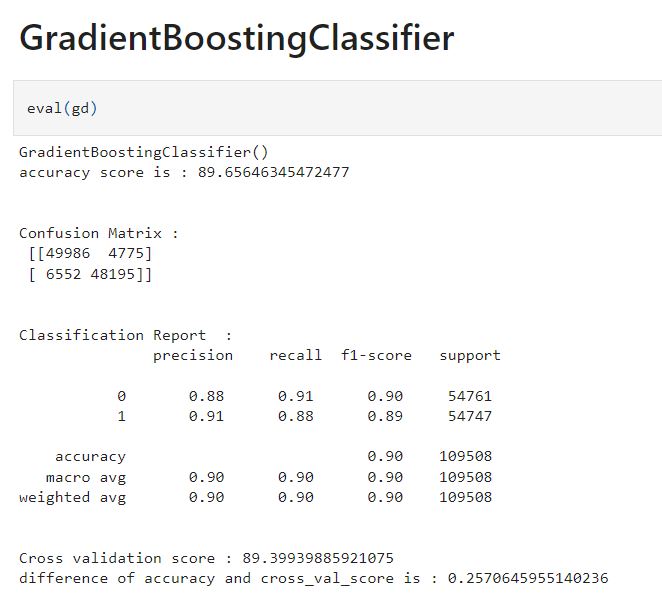 GradientBoostingClassifier
eval(gd)
GradientBoostingClassifier()
accuracy score is : 89.65646345472477
Confusion Matrix :
[[49986  4775]
[ 6552 48195]]
Classification Report  :
precision    recall  f1-score   support
0       0.88      0.91      0.90     54761
1       0.91      0.88      0.89     54747
accuracy                           0.90    109508
macro avg       0.90      0.90      0.90    109508
weighted avg       0.90      0.90      0.90    109508
Cross validation score : 89.39939885921075
difference of accuracy and cross_val_score is : 0.2570645955140236